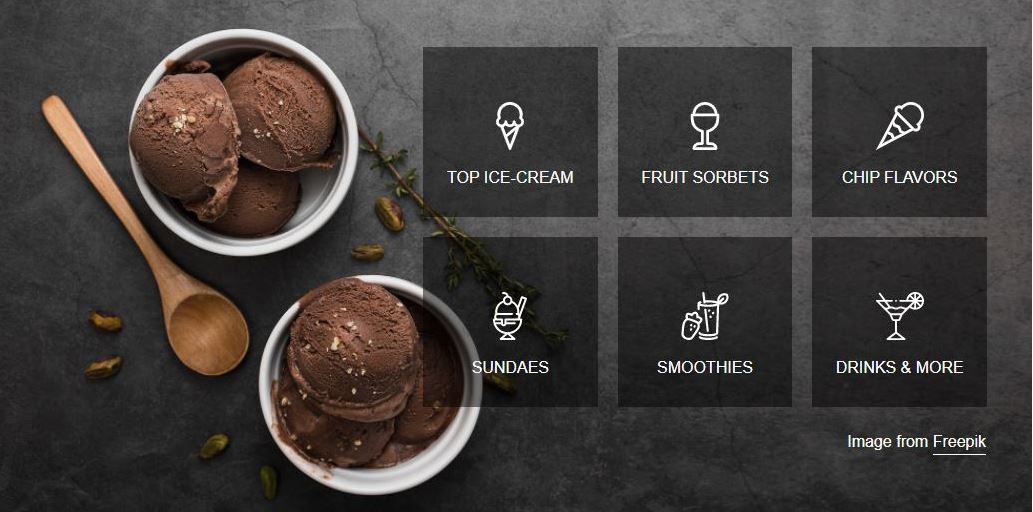 TOP ICE-CREAM
FRUIT SORBETS
CHIP FLAVORS
SUNDAES
SMOOTHIES
DRINKS & MORE
Image from Freepik